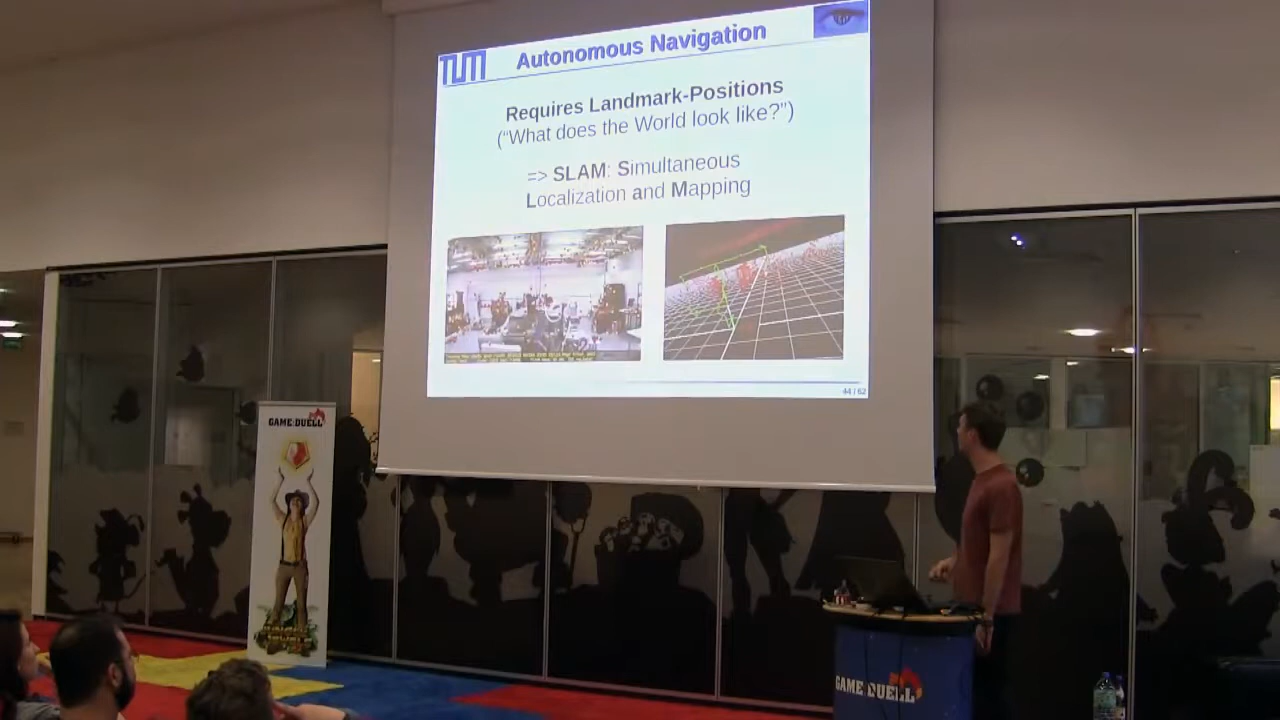 TUM
Autonomous Navigation
Requires Landmark-Positions
("What does the World look like?")
=> SLAM: Simultaneous
Localization and Mapping
44 / 62
GAME DUELL
GAME DUELL